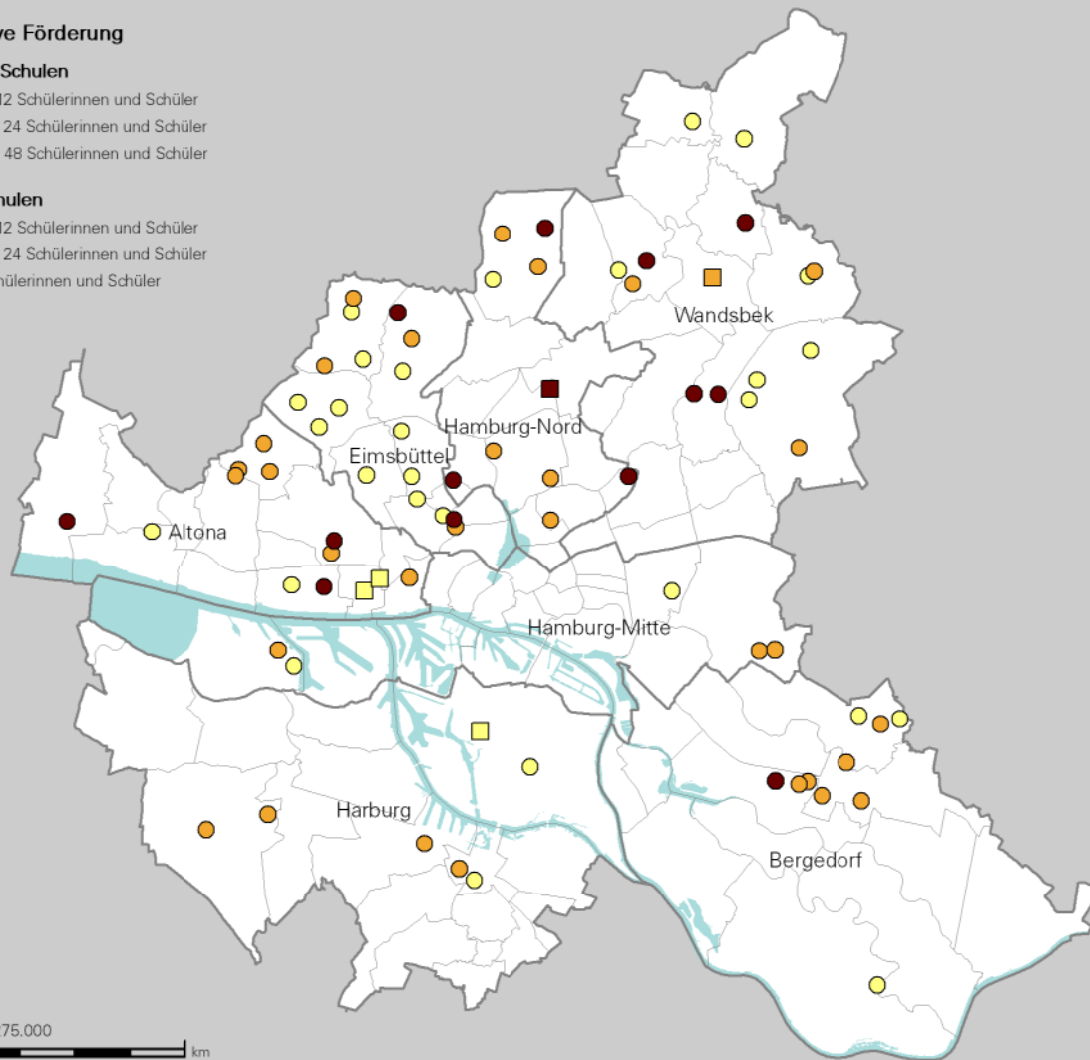 ve Förderung
Schulen
12 Schülerinnen und Schüler
24 Schülerinnen und Schüler
48 Schülerinnen und Schüler
hulen
12 Schülerinnen und Schüler
24 Schülerinnen und Schüler
hülerinnen und Schüler
Wandsbek
Hamburg-Nord
Eimsbüttel
Altona
Hamburg-Mitte
Harburg
Bergedorf
275.000
km